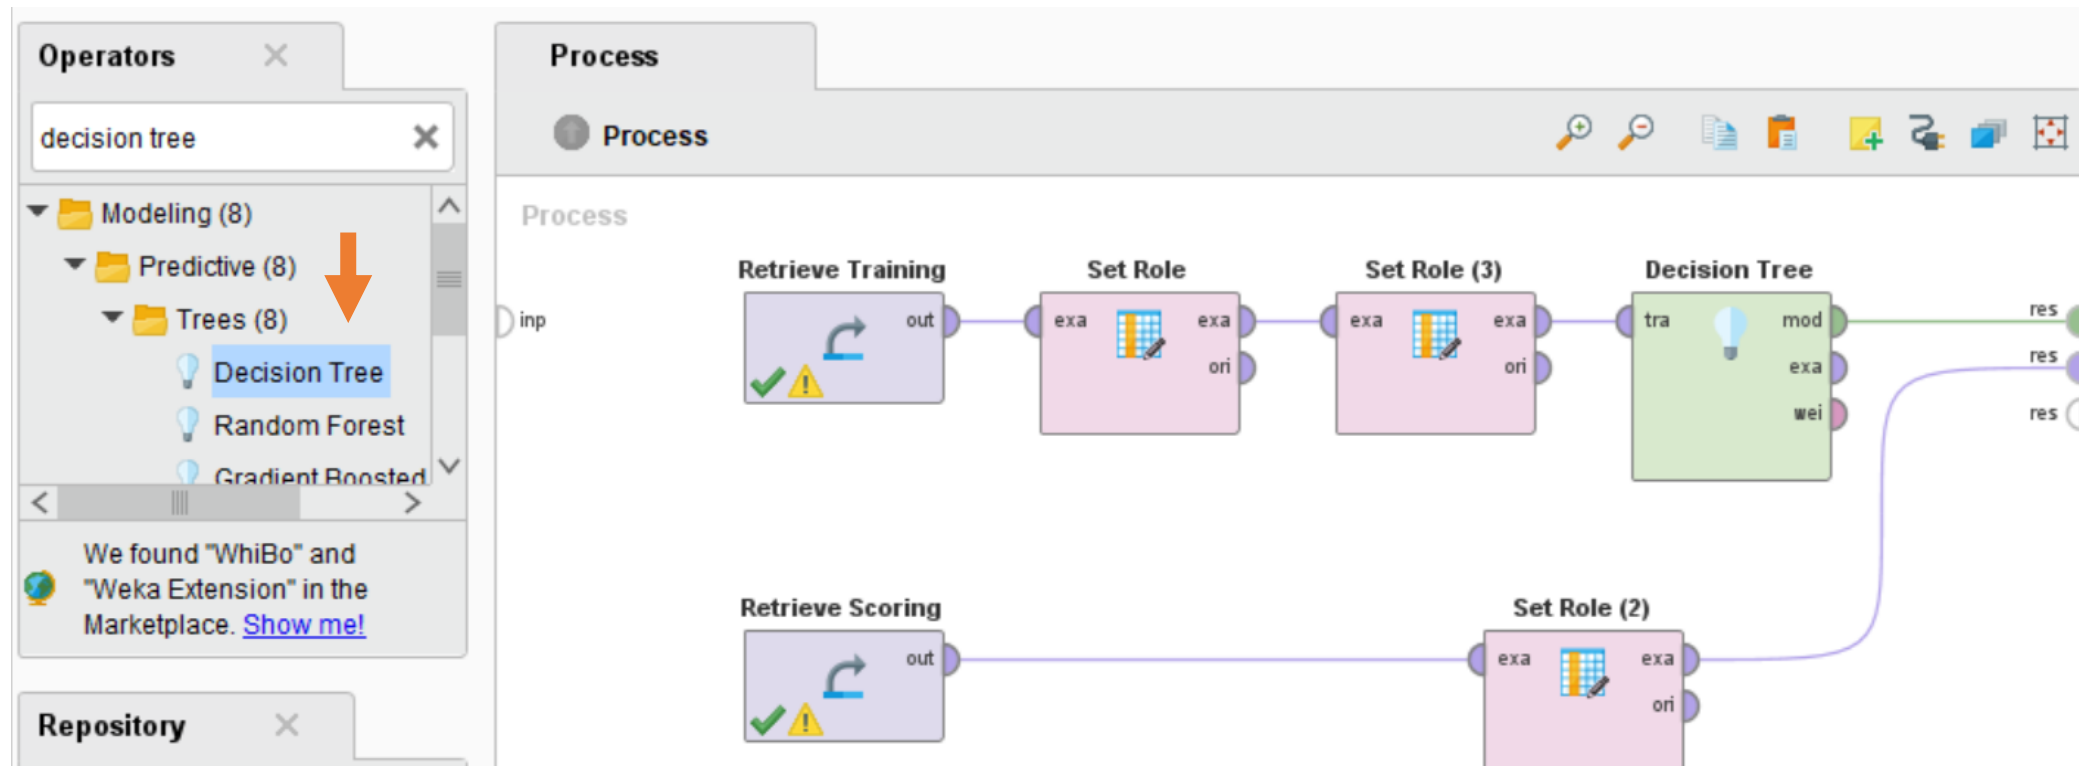 Operators
decision tree
Modeling (8)
Predictive (8)
Trees (8)
Decision Tree
Random Forest
Gradient Boosted
We found "WhiBo" and
"Weka Extension" in the
Marketplace. Show me!
Repository
Process
Process
Process
inp
Retrieve Training
out
Set Role
exa
exa
ori
Set Role (3)
exa
exa
ori
Decision Tree
tra
mod
exa
wei
res
res
res
Retrieve Scoring
out
Set Role (2)
exa
exa
ori